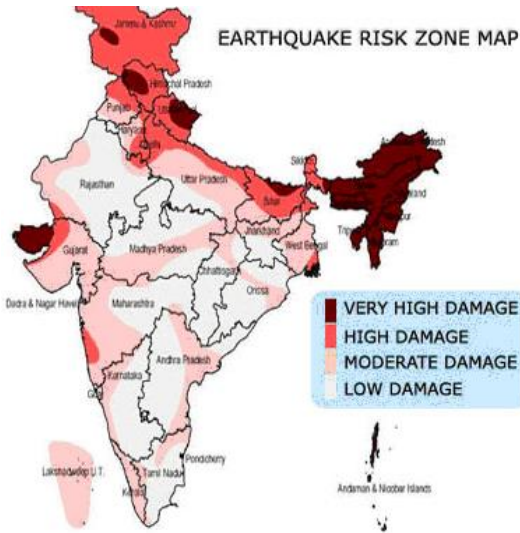 Jammu & Kashmir
EARTHQUAKE RISK ZONE MAP
Himachal Pradesh
Punjab
Haryana
Delhi
Sikkim
Rajasthan
Uttar Pradesh
Bihar
Gujarat
Madhya Pradesh
Jharkhand
West Bengal
Chhattisgarh
Orissa
Dadra & Nagar Haveli
Maharashtra
VERY HIGH DAMAGE
HIGH DAMAGE
MODERATE DAMAGE
LOW DAMAGE
Andhra Pradesh
Karnataka
Goa
Pondicherry
Lakshadweep U.T.
Tamil Nadu
Kerala
Andaman & Nicobar Islands